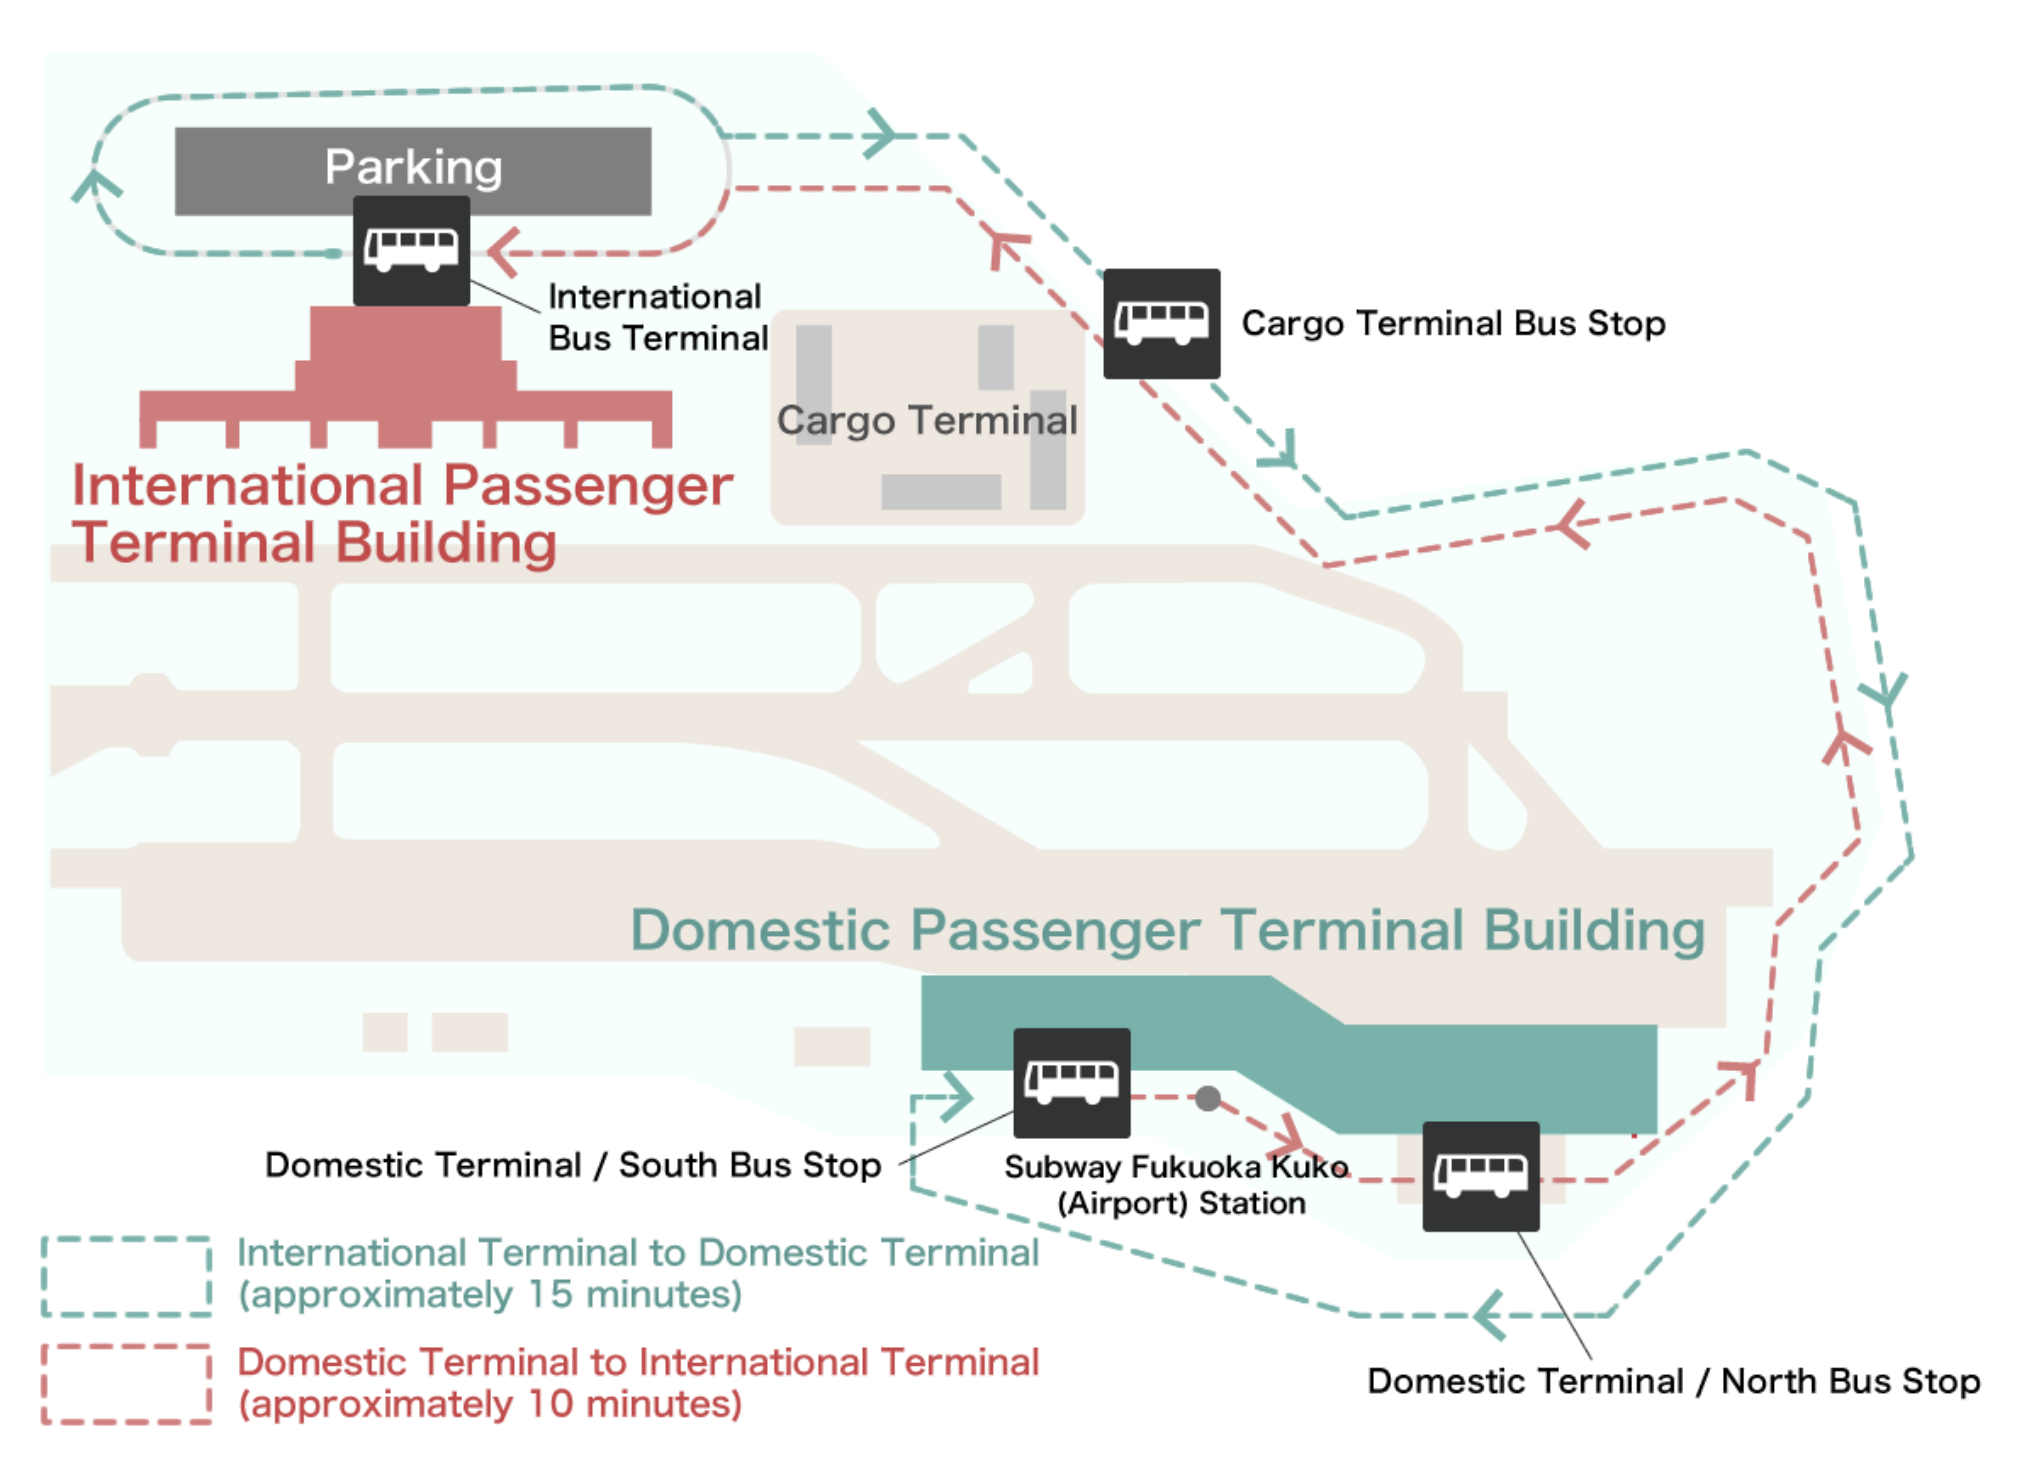 Parking
International
Bus Terminal
Cargo Terminal Bus Stop
Cargo Terminal
International Passenger
Terminal Building
Domestic Passenger Terminal Building
Domestic Terminal / South Bus Stop
Subway Fukuoka Kuko
(Airport) Station
International Terminal to Domestic Terminal
(approximately 15 minutes)
Domestic Terminal to International Terminal
(approximately 10 minutes)
Domestic Terminal / North Bus Stop